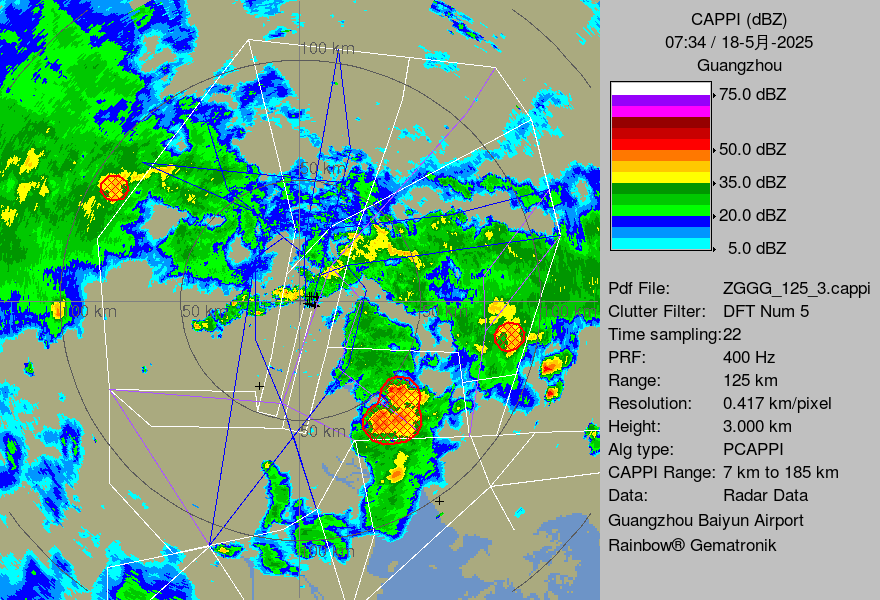 CAPPI (dBZ)
07:34 / 18-5月-2025
Guangzhou
75.0 dBZ
50.0 dBZ
35.0 dBZ
20.0 dBZ
5.0 dBZ
Pdf File: ZGGG_125_3.cappi
Clutter Filter: DFT Num 5
Time sampling:22
PRF: 400 Hz
Range: 125 km
Resolution: 0.417 km/pixel
Height: 3.000 km
Alg type: PCAPPI
CAPPI Range: 7 km to 185 km
Data: Radar Data
Guangzhou Baiyun Airport
Rainbow® Gematronik
100 km
50 km
100 km
50 km
50 km
100 km
50 km
100 km